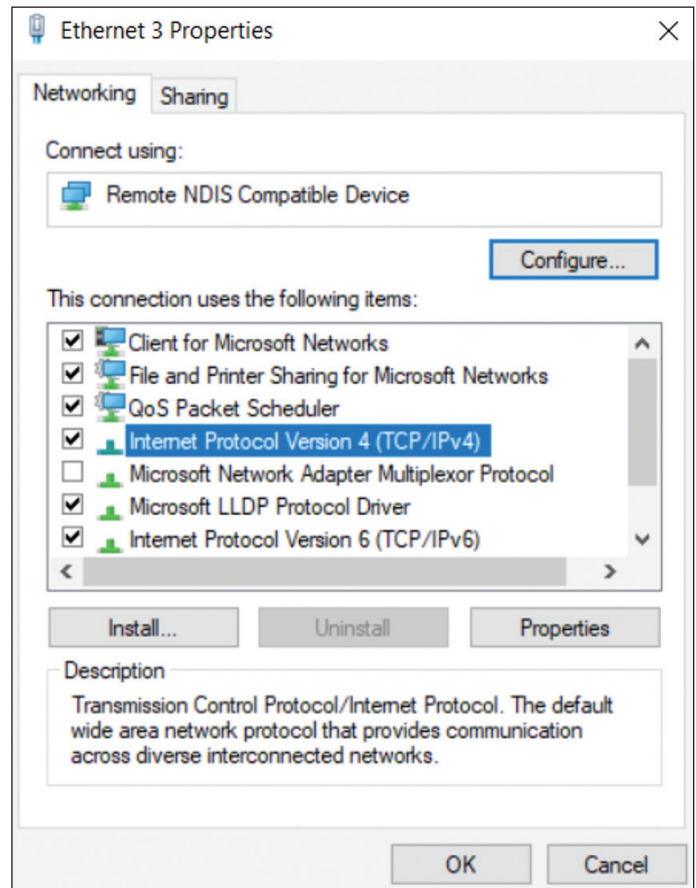 Ethernet 3 Properties
Networking
Sharing
Connect using:
Remote NDIS Compatible Device
Configure...
This connection uses the following items:
Client for Microsoft Networks
File and Printer Sharing for Microsoft Networks
QoS Packet Scheduler
Internet Protocol Version 4 (TCP/IPv4)
Microsoft Network Adapter Multiplexor Protocol
Microsoft LLDP Protocol Driver
Internet Protocol Version 6 (TCP/IPv6)
Install...
Uninstall
Properties
Description
Transmission Control Protocol/Internet Protocol. The default
wide area network protocol that provides communication
across diverse interconnected networks.
OK
Cancel